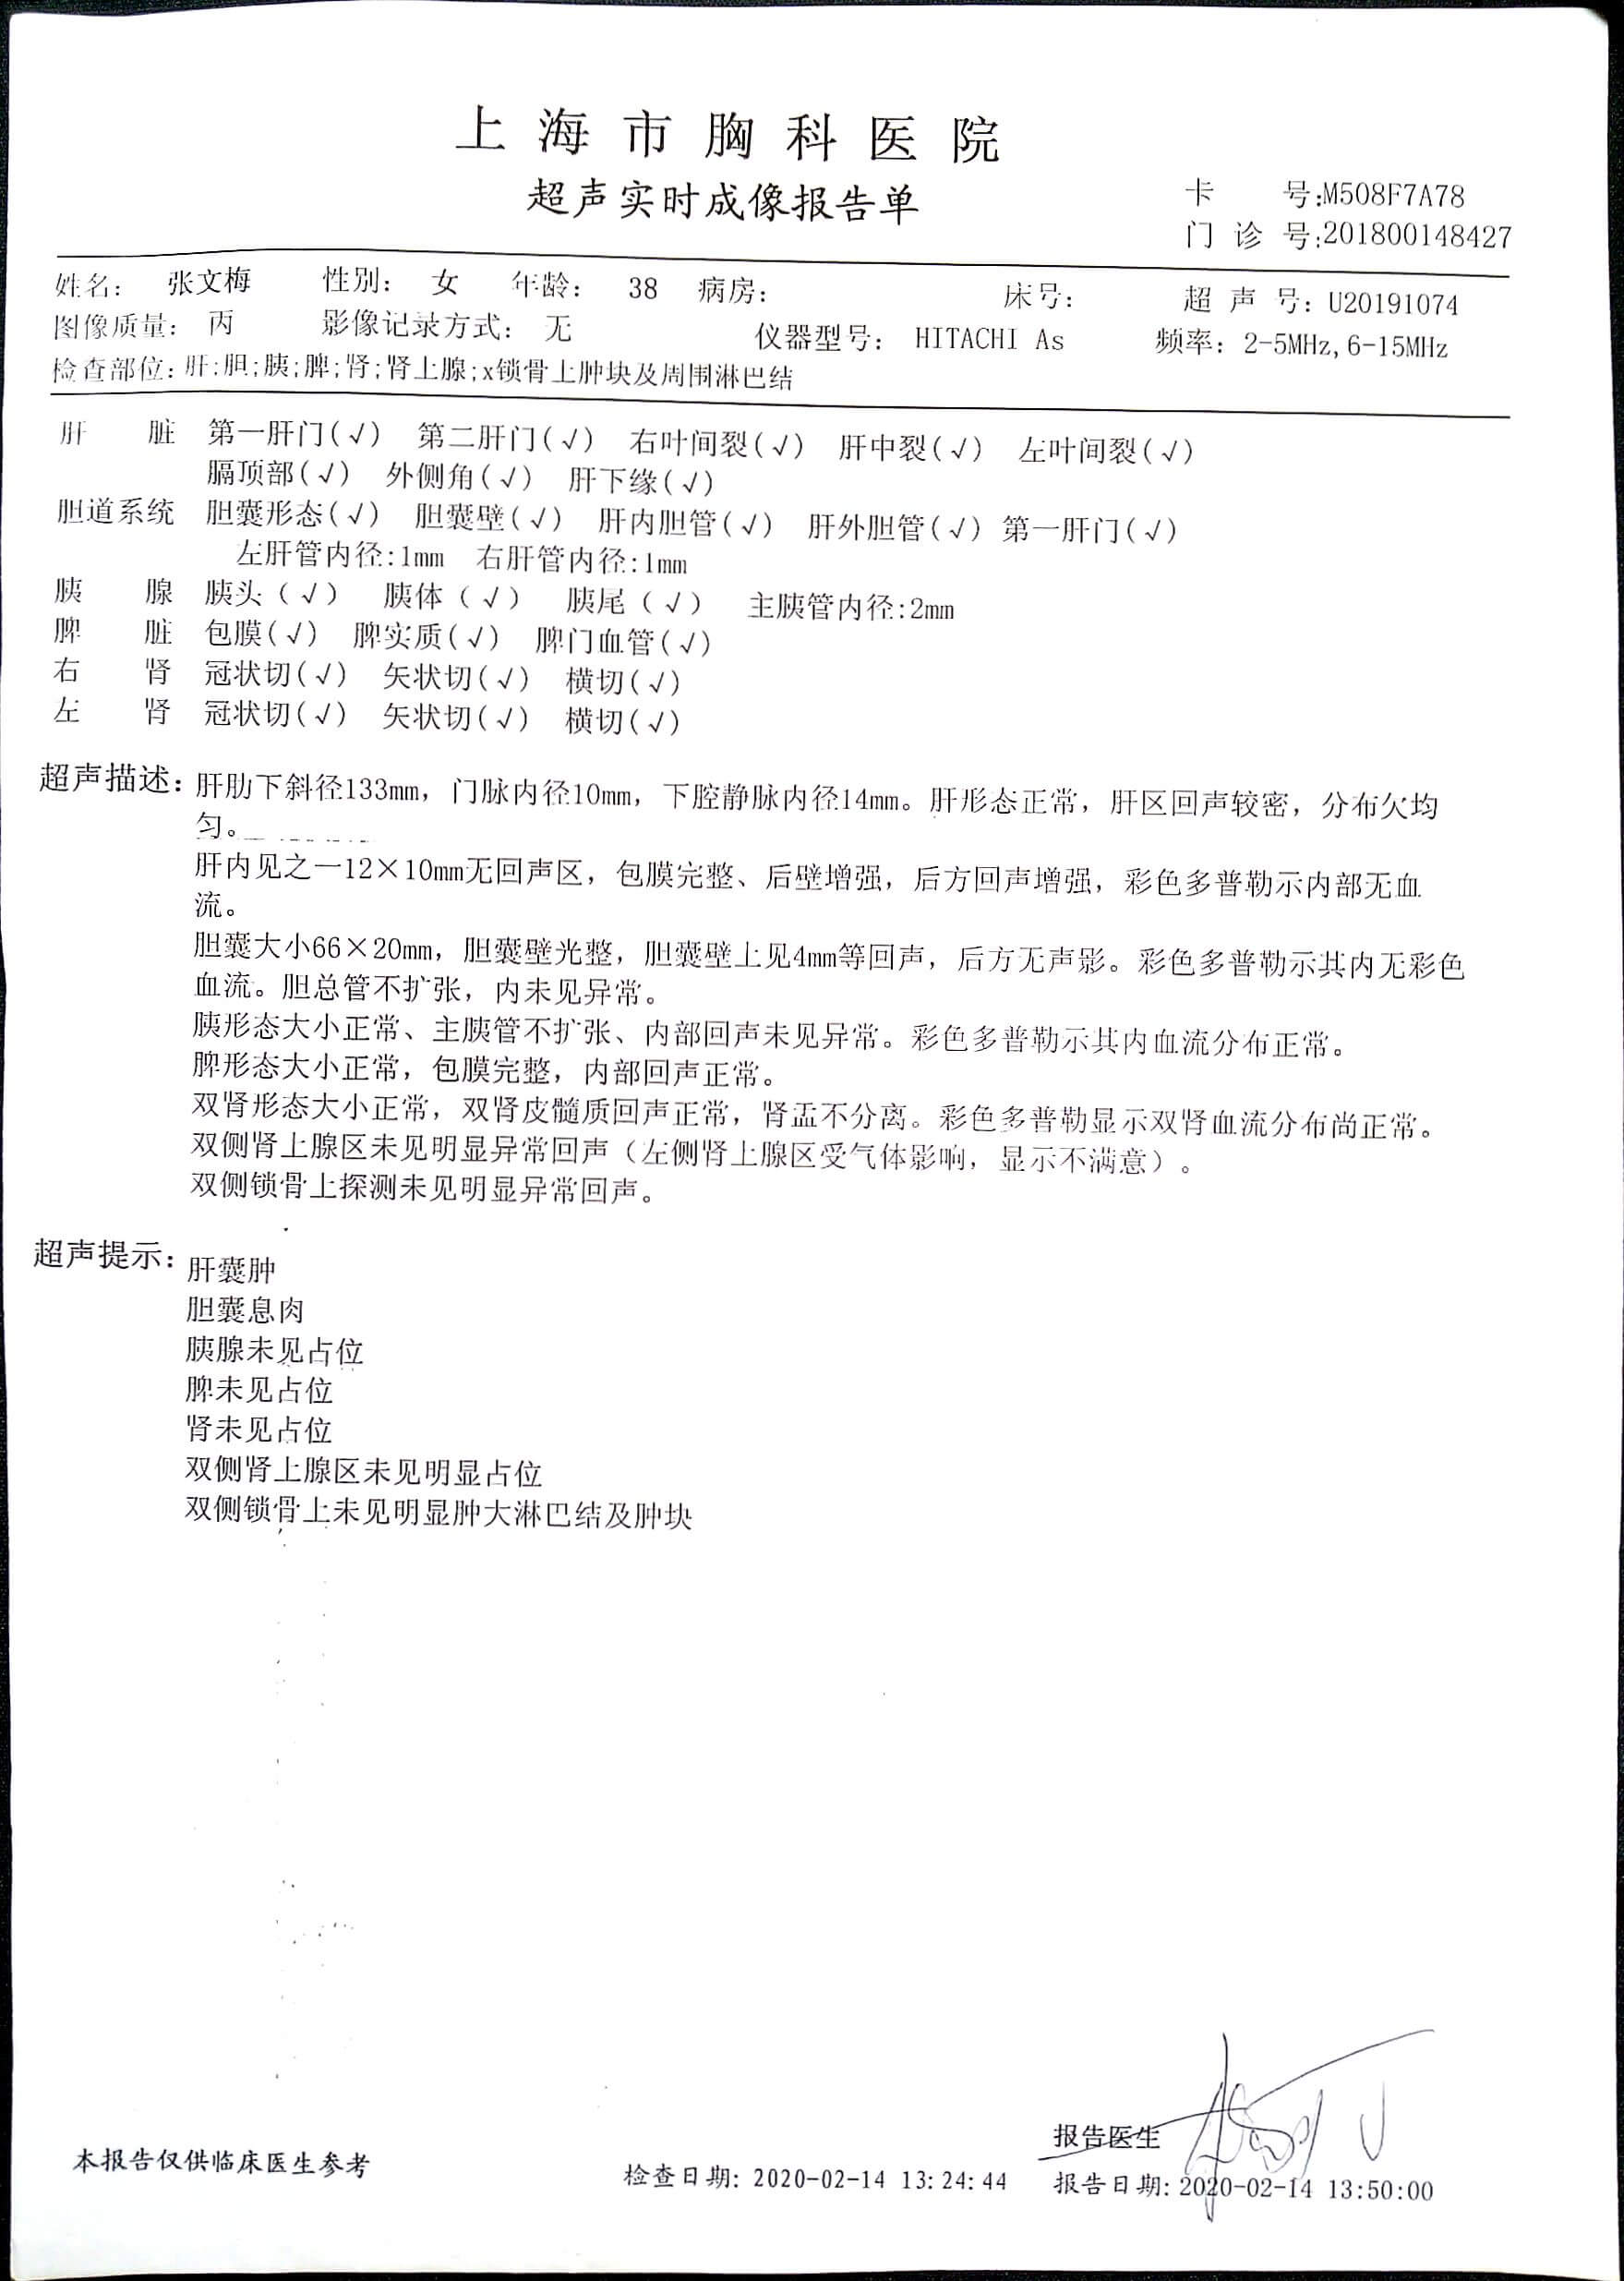 上海市胸科医院
超声实时成像报告单
卡 号:M508F7A78
门 诊 号:201800148427
姓名： 张文梅 性别： 女 年龄： 38 病房： 床号： 超 声 号：U20191074
图像质量： 丙 影像记录方式： 无 仪器型号： HITACHI As 频率：2-5MHz,6-15MHz
检查部位：肝;胆;胰;脾;肾;肾上腺;x锁骨上肿块及周围淋巴结
肝 脏 第一肝门(√) 第二肝门(√) 右叶间裂(√) 肝中裂(√) 左叶间裂(√)
膈顶部(√) 外侧角(√) 肝下缘(√)
胆道系统 胆囊形态(√) 胆囊壁(√) 肝内胆管(√) 肝外胆管(√) 第一肝门(√)
左肝管内径:1mm 右肝管内径:1mm
胰 腺 胰头（√） 胰体（√） 胰尾（√） 主胰管内径:2mm
脾 脏 包膜(√) 脾实质(√) 脾门血管(√)
右 肾 冠状切(√) 矢状切(√) 横切(√)
左 肾 冠状切(√) 矢状切(√) 横切(√)
超声描述：肝肋下斜径133mm，门脉内径10mm，下腔静脉内径14mm。肝形态正常，肝区回声较密，分布欠均
匀。
肝内见之一12×10mm无回声区，包膜完整、后壁增强，后方回声增强，彩色多普勒示内部无血
流。
胆囊大小66×20mm，胆囊壁光整，胆囊壁上见4mm等回声，后方无声影。彩色多普勒示其内无彩色
血流。胆总管不扩张，内未见异常。
胰形态大小正常、主胰管不扩张、内部回声未见异常。彩色多普勒示其内血流分布正常。
脾形态大小正常，包膜完整，内部回声正常。
双肾形态大小正常，双肾皮髓质回声正常，肾盂不分离。彩色多普勒显示双肾血流分布尚正常。
双侧肾上腺区未见明显异常回声（左侧肾上腺区受气体影响，显示不满意）。
双侧锁骨上探测未见明显异常回声。
超声提示：肝囊肿
胆囊息肉
胰腺未见占位
脾未见占位
肾未见占位
双侧肾上腺区未见明显占位
双侧锁骨上未见明显肿大淋巴结及肿块
报告医生
本报告仅供临床医生参考 检查日期：2020-02-14 13:24:44 报告日期：2020-02-14 13:50:00